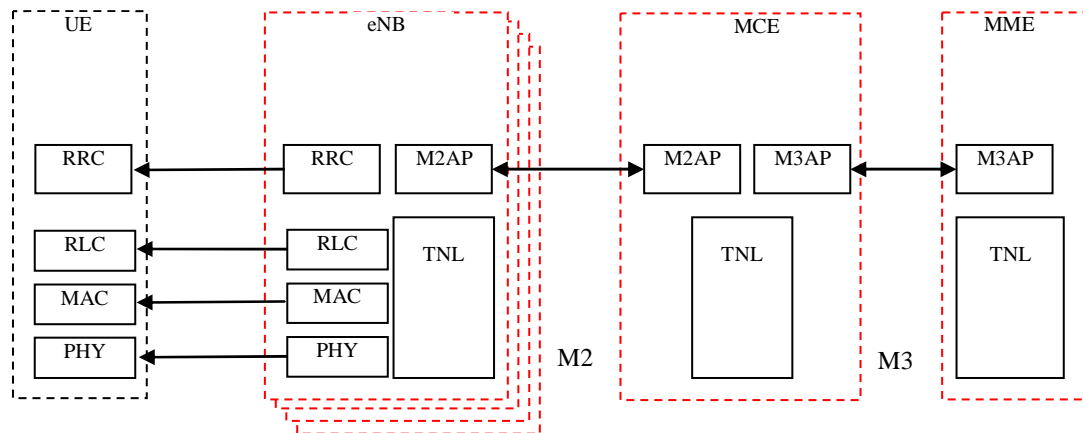 UE
eNB
MCE
MME
RRC
RRC
M2AP
M2AP
M3AP
M3AP
RLC
RLC
TNL
TNL
TNL
MAC
MAC
PHY
PHY
M2
M3